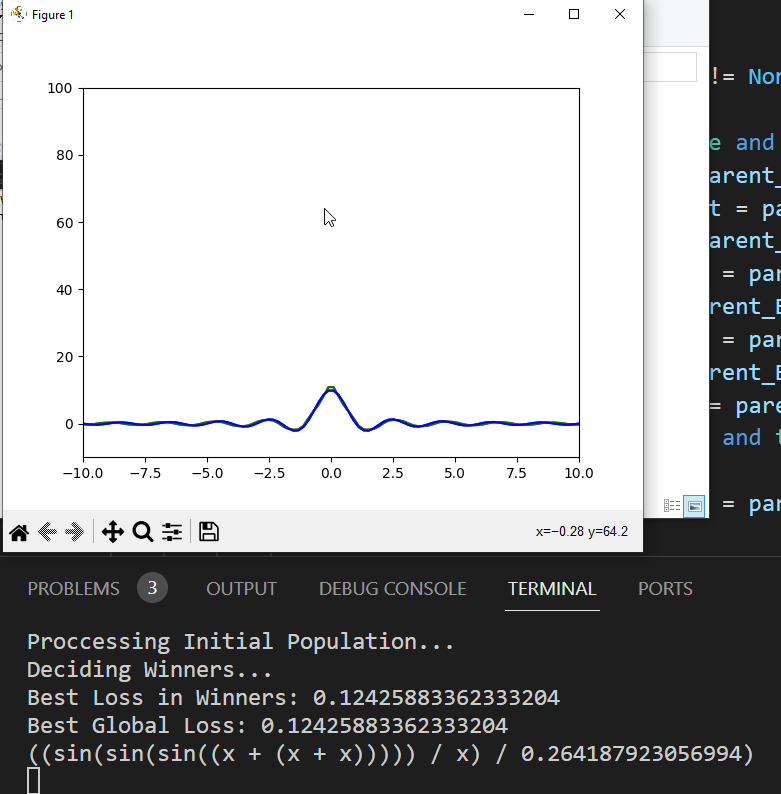 Figure 1
!= Nor
100
80
60
40
20
0
−10.0 −7.5 −5.0 −2.5 0.0 2.5 5.0 7.5 10.0
e and
arent_
t = pa
arent_
= par
rent_E
= par
rent_E
= pare
and t
= par
x=−0.28 y=64.2
PROBLEMS 3 OUTPUT DEBUG CONSOLE TERMINAL PORTS
Proccessing Initial Population...
Deciding Winners...
Best Loss in Winners: 0.12425883362333204
Best Global Loss: 0.12425883362333204
((sin(sin(sin((x + (x + x))))) / x) / 0.264187923056994)